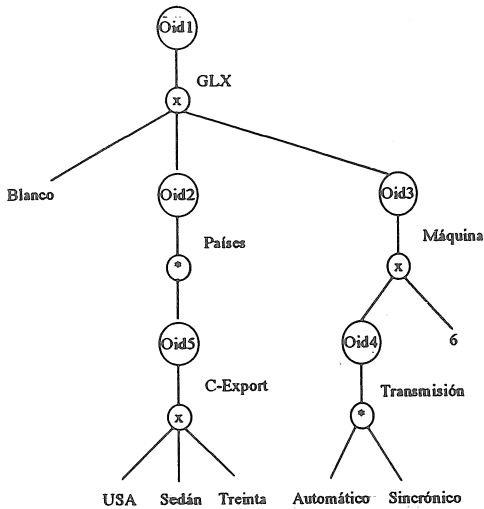 Oid1
GLX
x
Blanco
Oid2
Oid3
Países
Máquina
*
x
Oid5
Oid4
6
C-Export
Transmisión
x
*
USA Sedán Treinta Automático Sincrónico